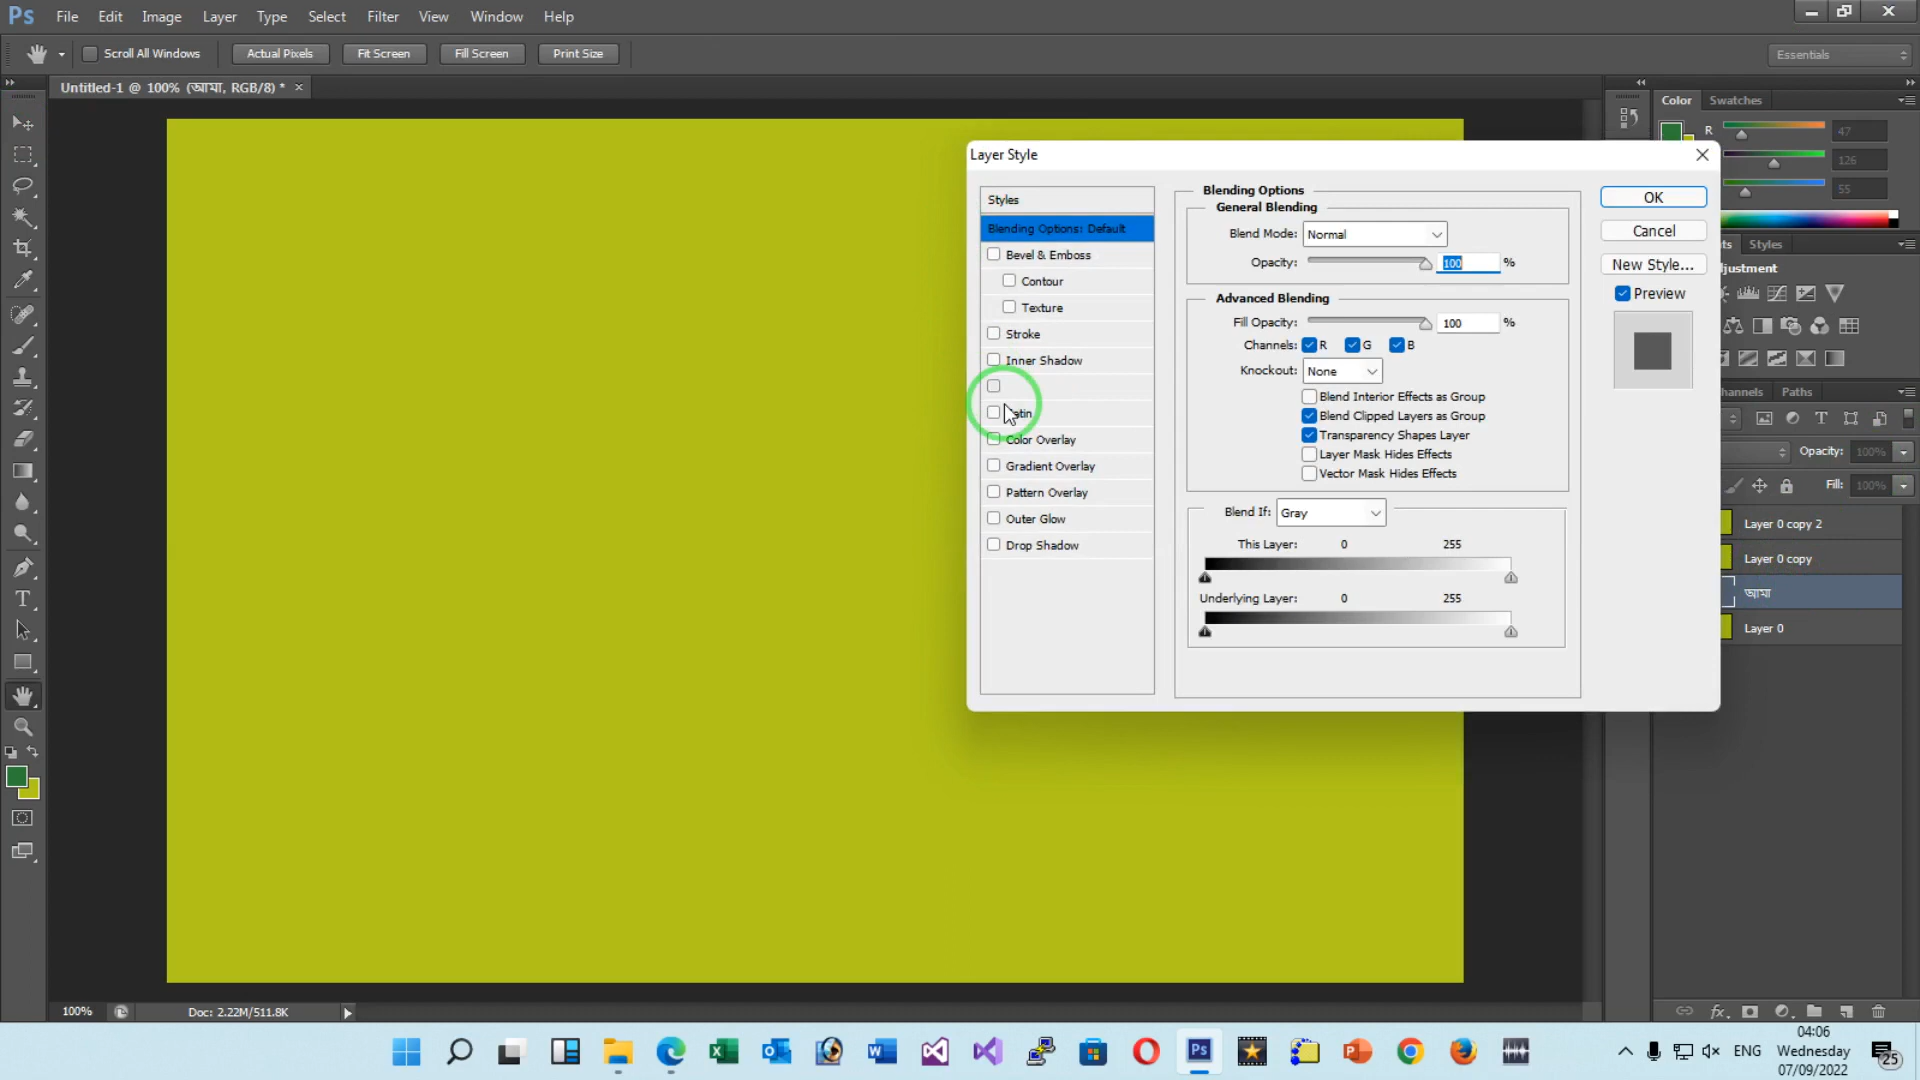 Ps File Edit Image Layer Type Select Filter View Window Help
Scroll All Windows Actual Pixels Fit Screen Fill Screen Print Size Essentials
Untitled-1 @ 100% (আমা, RGB/8) * ×
Color Swatches
R 47
126
55
Styles
Paths
Opacity: 100%
Fill: 100%
Layer 0 copy 2
Layer 0 copy
আমা
Layer 0
Layer Style
Styles
Blending Options: Default
Bevel & Emboss
Contour
Texture
Stroke
Inner Shadow
Color Overlay
Gradient Overlay
Pattern Overlay
Outer Glow
Drop Shadow
Blending Options
General Blending
Blend Mode: Normal
Opacity: 100 %
Advanced Blending
Fill Opacity: 100 %
Channels: R G B
Knockout: None
Blend Interior Effects as Group
Blend Clipped Layers as Group
Transparency Shapes Layer
Layer Mask Hides Effects
Vector Mask Hides Effects
Blend If: Gray
This Layer: 0 255
Underlying Layer: 0 255
OK
Cancel
New Style...
Preview
100% Doc: 2.22M/511.8K
ENG
04:06
Wednesday
07/09/2022
25